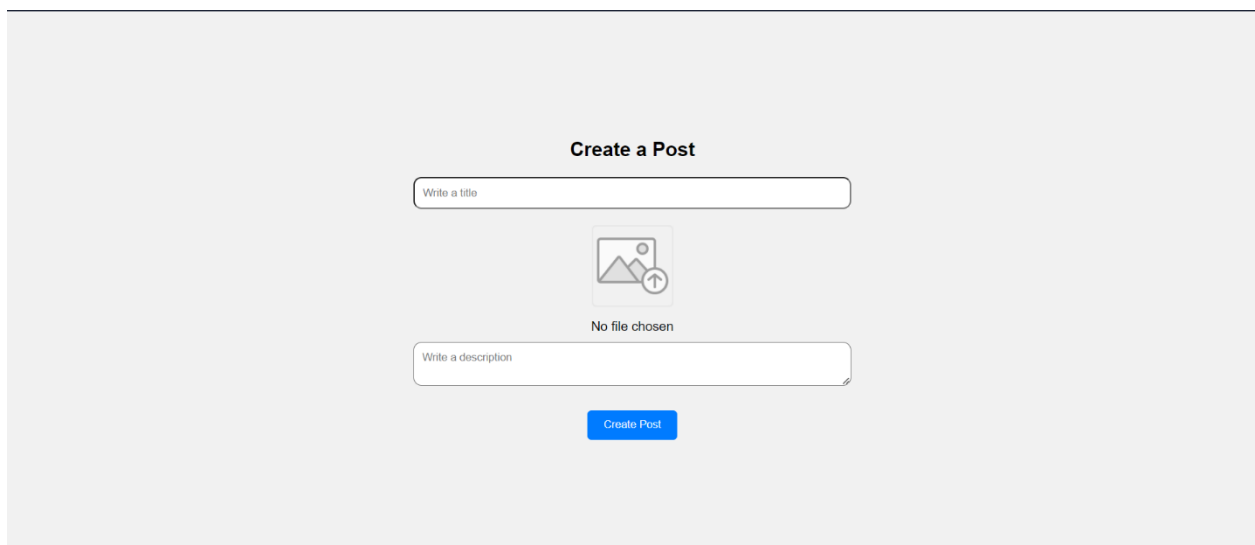 Create a Post
Write a title
No file chosen
Write a description
Create Post